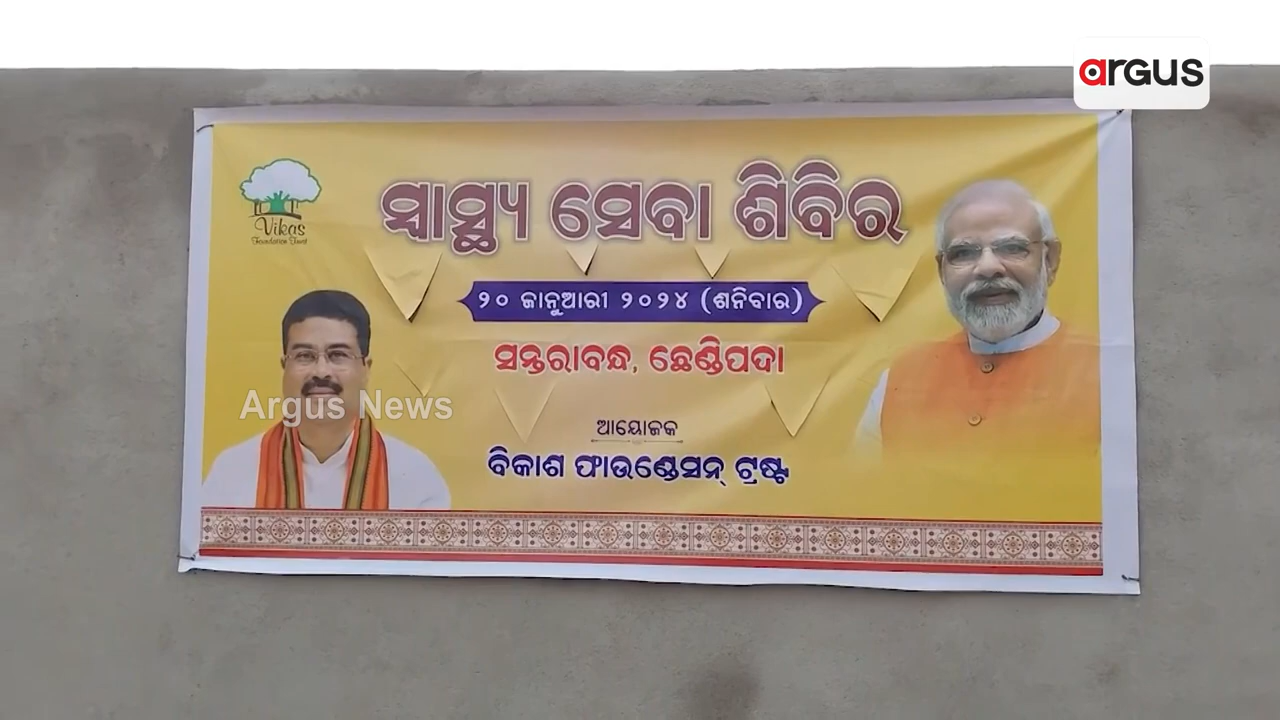 argus
ସ୍ୱାସ୍ଥ୍ୟ ସେବା ଶିବିର
Vikas
Foundation Trust
୨୦ ଜାନୁଆରୀ ୨୦୨୪ (ଶନିବାର)
ସନ୍ତରାବନ୍ଧ, ଛେଣ୍ଡିପଦା
Argus News
ଆୟୋଜକ
ବିକାଶ ଫାଉଣ୍ଡେସନ୍ ଟ୍ରଷ୍ଟ